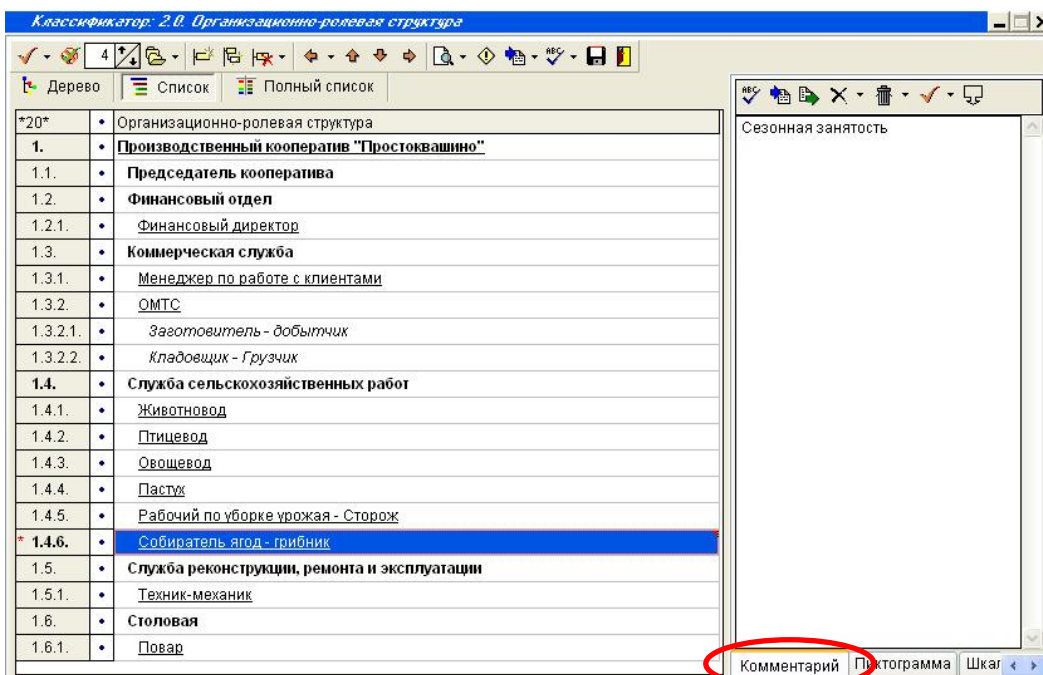 Классификатор: 2.0. Организационно-ролевая структура
4
Дерево Список Полный список
*20* Организационно-ролевая структура
1. Производственный кооператив "Простоквашино"
1.1. Председатель кооператива
1.2. Финансовый отдел
1.2.1. Финансовый директор
1.3. Коммерческая служба
1.3.1. Менеджер по работе с клиентами
1.3.2. ОМТС
1.3.2.1. Заготовитель - добытчик
1.3.2.2. Кладовщик - Грузчик
1.4. Служба сельскохозяйственных работ
1.4.1. Животновод
1.4.2. Птицевод
1.4.3. Овощевод
1.4.4. Пастух
1.4.5. Рабочий по уборке урожая - Сторож
* 1.4.6. Собиратель ягод - грибник
1.5. Служба реконструкции, ремонта и эксплуатации
1.5.1. Техник-механик
1.6. Столовая
1.6.1. Повар
ABC
ABC
Сезонная занятость
Комментарий Пиктограмма Шкал